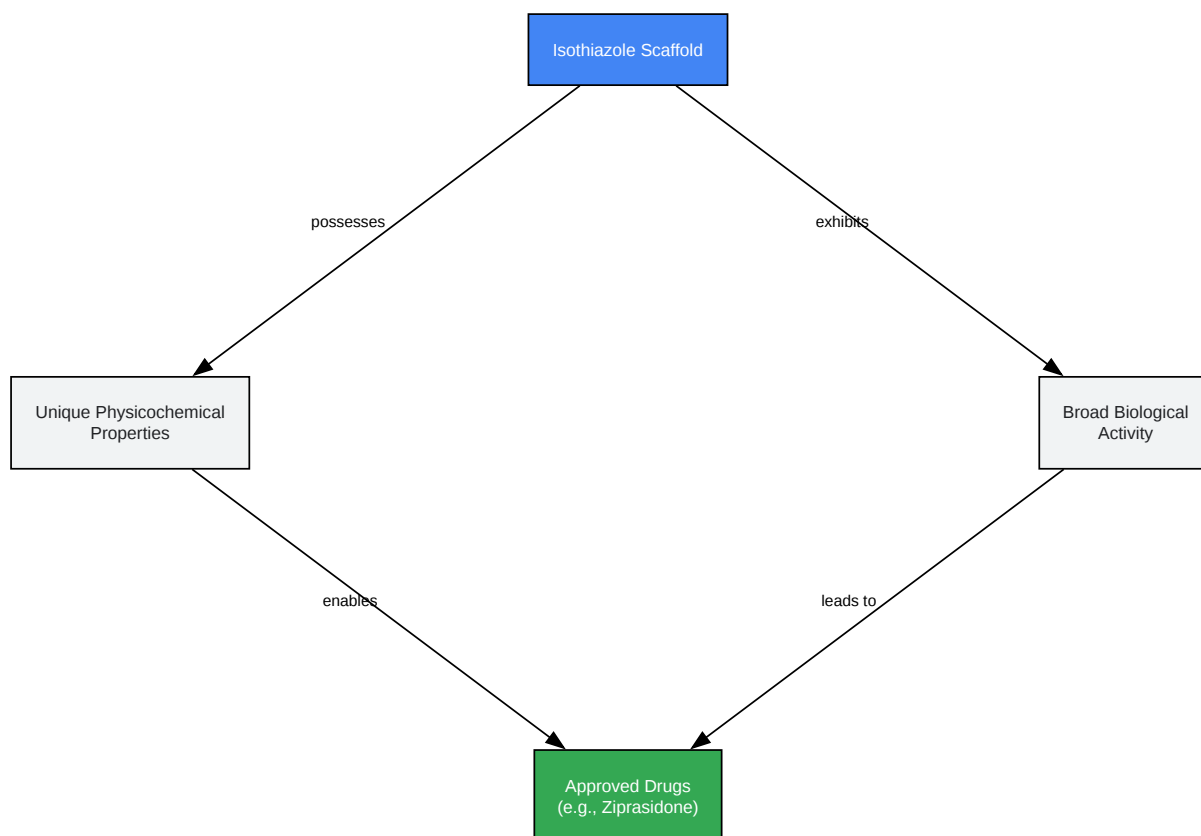 Isothiazole Scaffold
possesses
exhibits
Unique Physicochemical
Properties
Broad Biological
Activity
enables
leads to
Approved Drugs
(e.g., Ziprasidone)